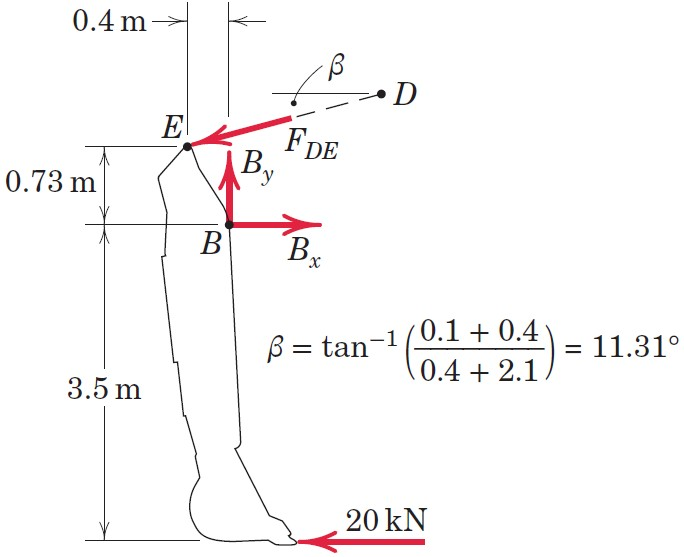 0.4 m
β
D
E
F_DE
0.73 m
B_y
B
B_x
β = tan⁻¹ ((0.1 + 0.4)/(0.4 + 2.1)) = 11.31°
3.5 m
20 kN